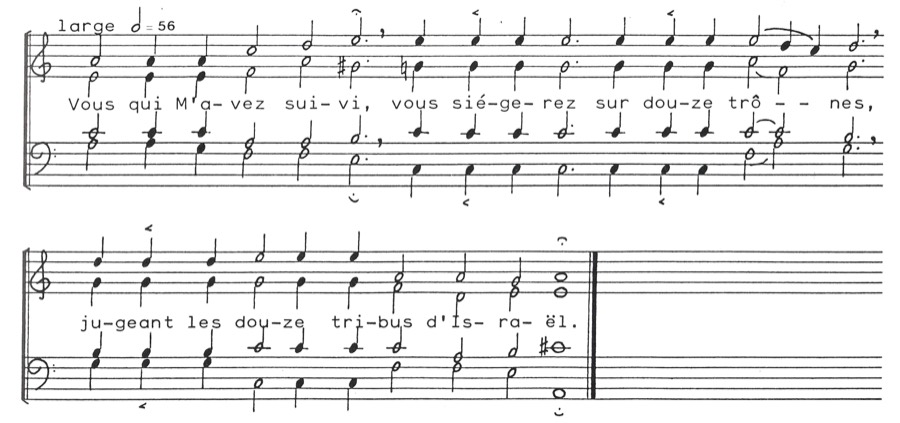 large = 56
Vous qui M'a- vez sui- vi, vous sié-ge- rez sur dou-ze trô - - nes,
ju-geant les dou-ze tri-bus d'Is- ra- ël.